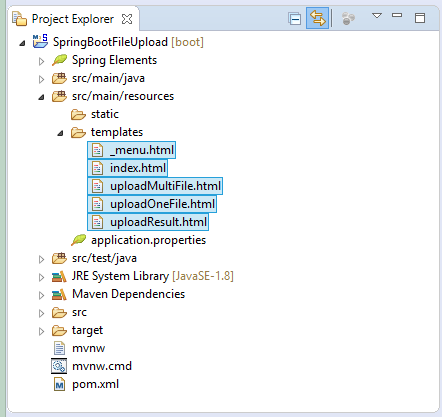 Project Explorer
SpringBootFileUpload [boot]
Spring Elements
src/main/java
src/main/resources
static
templates
_menu.html
index.html
uploadMultiFile.html
uploadOneFile.html
uploadResult.html
application.properties
src/test/java
JRE System Library [JavaSE-1.8]
Maven Dependencies
src
target
mvnw
mvnw.cmd
pom.xml